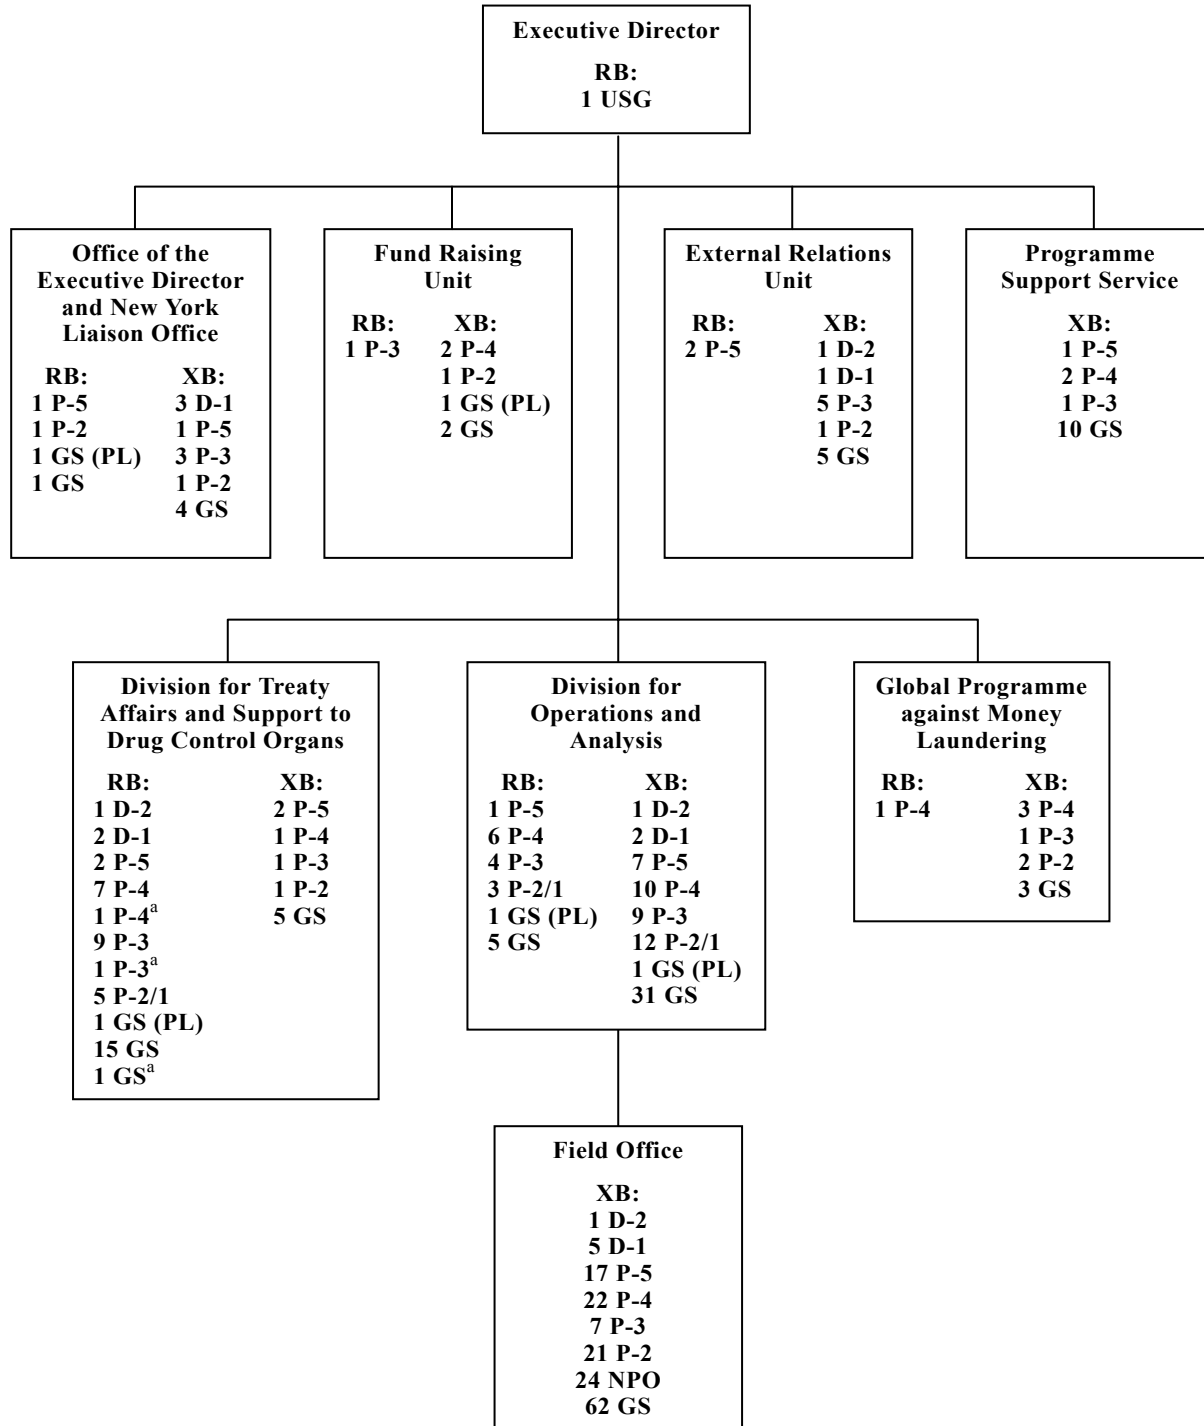 Executive Director
RB:
1 USG
Office of the
Executive Director
and New York
Liaison Office
RB:
1 P-5
1 P-2
1 GS (PL)
1 GS
XB:
3 D-1
1 P-5
3 P-3
1 P-2
4 GS
Fund Raising
Unit
RB:
1 P-3
XB:
2 P-4
1 P-2
1 GS (PL)
2 GS
External Relations
Unit
RB:
2 P-5
XB:
1 D-2
1 D-1
5 P-3
1 P-2
5 GS
Programme
Support Service
XB:
1 P-5
2 P-4
1 P-3
10 GS
Division for Treaty
Affairs and Support to
Drug Control Organs
RB:
1 D-2
2 D-1
2 P-5
7 P-4
1 P-4a
9 P-3
1 P-3a
5 P-2/1
1 GS (PL)
15 GS
1 GSa
XB:
2 P-5
1 P-4
1 P-3
1 P-2
5 GS
Division for
Operations and
Analysis
RB:
1 P-5
6 P-4
4 P-3
3 P-2/1
1 GS (PL)
5 GS
XB:
1 D-2
2 D-1
7 P-5
10 P-4
9 P-3
12 P-2/1
1 GS (PL)
31 GS
Global Programme
against Money
Laundering
RB:
1 P-4
XB:
3 P-4
1 P-3
2 P-2
3 GS
Field Office
XB:
1 D-2
5 D-1
17 P-5
22 P-4
7 P-3
21 P-2
24 NPO
62 GS